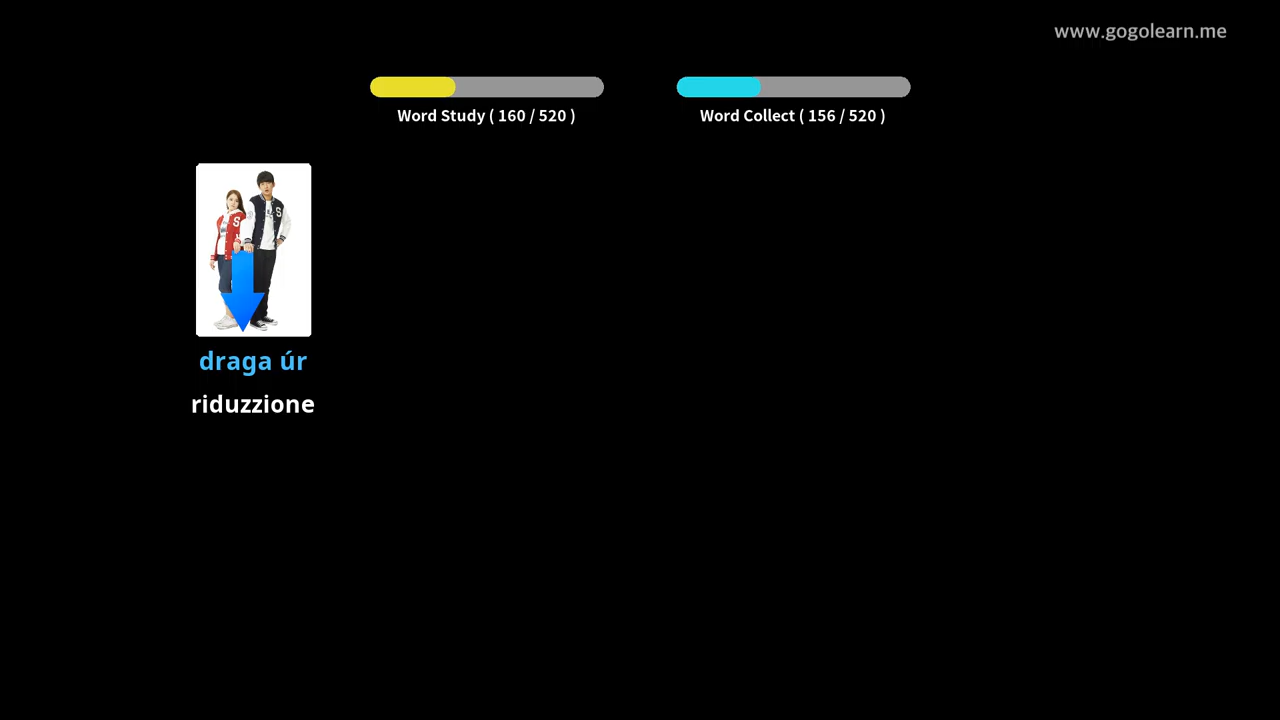 www.gogolearn.me
Word Study ( 160 / 520 )
Word Collect ( 156 / 520 )
S
S
draga úr
riduzzione